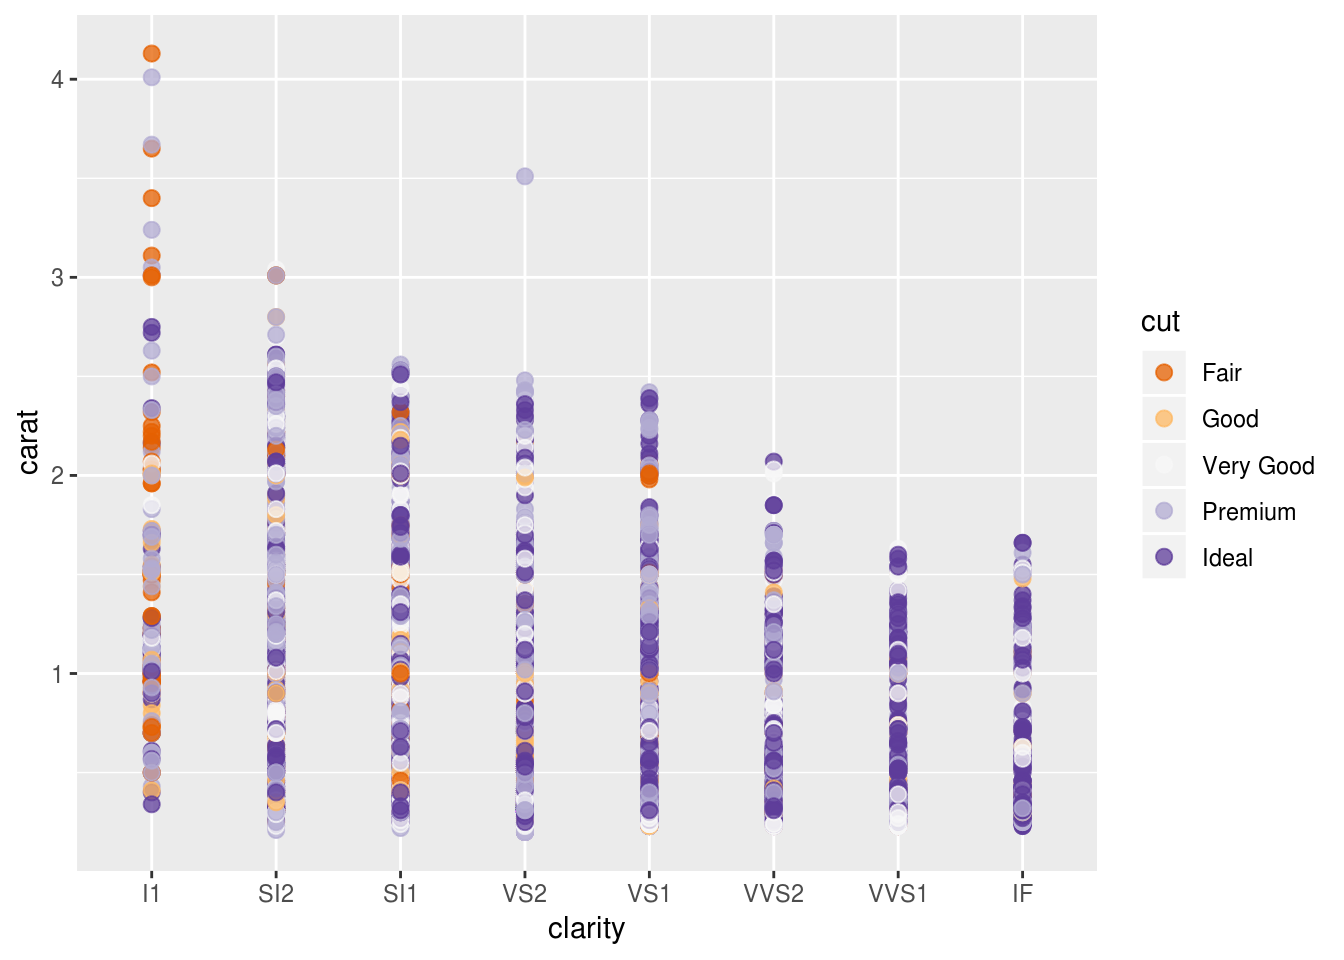 4
3
2
1
carat
I1 SI2 SI1 VS2 VS1 VVS2 VVS1 IF
clarity
cut
Fair
Good
Very Good
Premium
Ideal